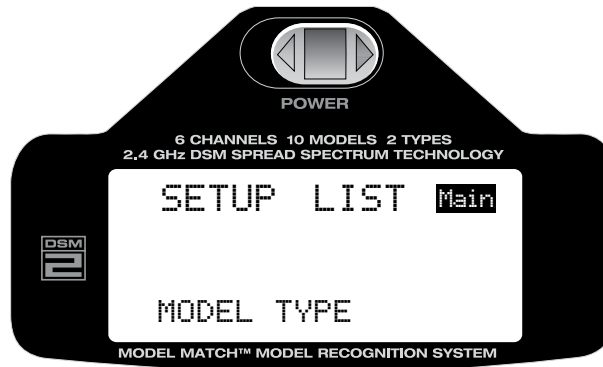 POWER
6 CHANNELS 10 MODELS 2 TYPES
2.4 GHz DSM SPREAD SPECTRUM TECHNOLOGY
SETUP LIST Main
DSM
2
MODEL TYPE
MODEL MATCH™ MODEL RECOGNITION SYSTEM